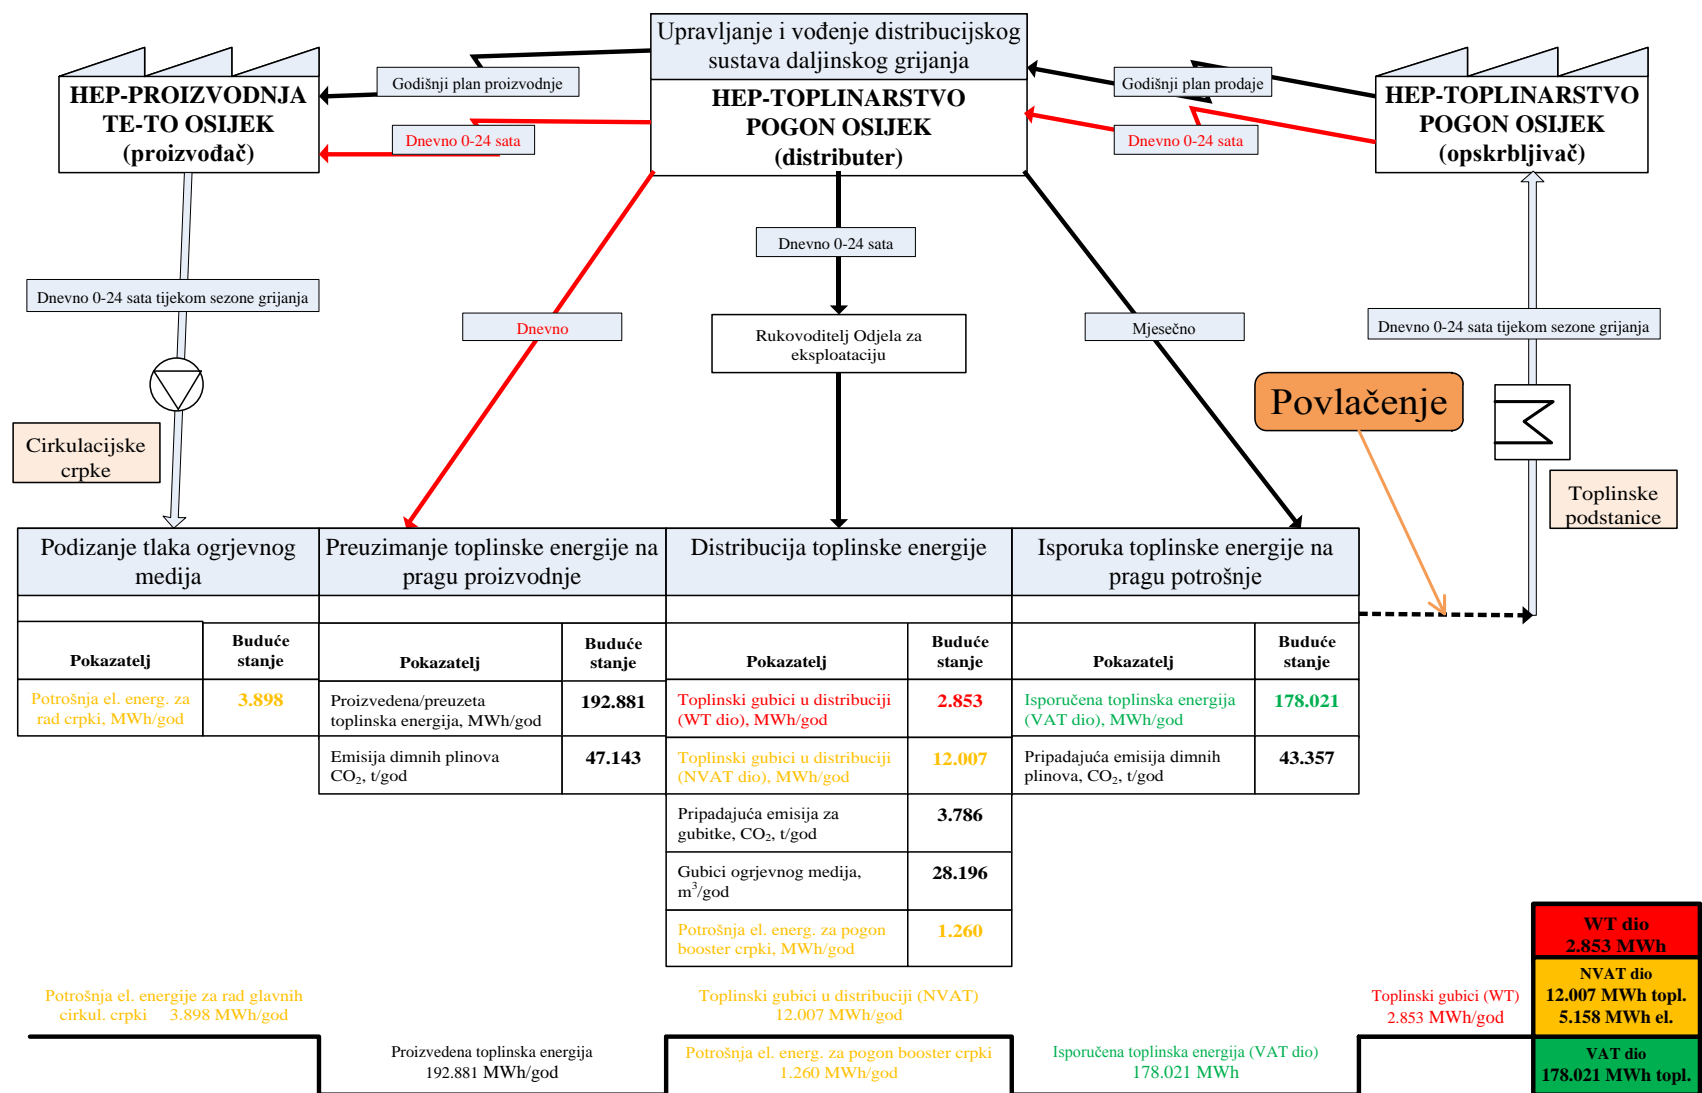 Upravljanje i vođenje distribucijskog
sustava daljinskog grijanja
HEP-TOPLINARSTVO
POGON OSIJEK
(distributer)
HEP-PROIZVODNJA
TE-TO OSIJEK
(proizvođač)
Godišnji plan proizvodnje
Dnevno 0-24 sata
Godišnji plan prodaje
Dnevno 0-24 sata
HEP-TOPLINARSTVO
POGON OSIJEK
(opskrbljivač)
Dnevno 0-24 sata
Dnevno 0-24 sata tijekom sezone grijanja
Dnevno
Rukovoditelj Odjela za
eksploataciju
Mjesečno
Dnevno 0-24 sata tijekom sezone grijanja
Povlačenje
Cirkulacijske
crpke
Toplinske
podstanice
Podizanje tlaka ogrjevnog
medija
Pokazatelj
Buduće
stanje
Potrošnja el. energ. za
rad crpki, MWh/god
3.898
Preuzimanje toplinske energije na
pragu proizvodnje
Pokazatelj
Buduće
stanje
Proizvedena/preuzeta
toplinska energija, MWh/god
192.881
Emisija dimnih plinova
CO₂, t/god
47.143
Distribucija toplinske energije
Pokazatelj
Buduće
stanje
Toplinski gubici u distribuciji
(WT dio), MWh/god
2.853
Toplinski gubici u distribuciji
(NVAT dio), MWh/god
12.007
Pripadajuća emisija za
gubitke, CO₂, t/god
3.786
Gubici ogrjevnog medija,
m³/god
28.196
Potrošnja el. energ. za pogon
booster crpki, MWh/god
1.260
Isporuka toplinske energije na
pragu potrošnje
Pokazatelj
Buduće
stanje
Isporučena toplinska energija
(VAT dio), MWh/god
178.021
Pripadajuća emisija dimnih
plinova, CO₂, t/god
43.357
Potrošnja el. energije za rad glavnih
cirkul. crpki 3.898 MWh/god
Proizvedena toplinska energija
192.881 MWh/god
Toplinski gubici u distribuciji (NVAT)
12.007 MWh/god
Potrošnja el. energ. za pogon booster crpki
1.260 MWh/god
Isporučena toplinska energija (VAT dio)
178.021 MWh
Toplinski gubici (WT)
2.853 MWh/god
WT dio
2.853 MWh
NVAT dio
12.007 MWh topl.
5.158 MWh el.
VAT dio
178.021 MWh topl.